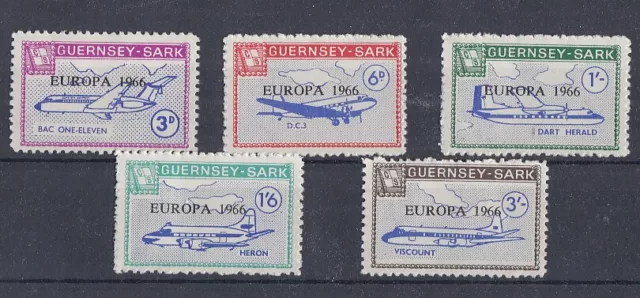 GUERNSEY-SARK
EUROPA 1966
BAC ONE-ELEVEN
3D
GUERNSEY-SARK
6D
EUROPA 1966
D.C.3
GUERNSEY-SARK
1'-
EUROPA 1966
DART HERALD
GUERNSEY-SARK
1'6
EUROPA 1966
HERON
GUERNSEY-SARK
3'-
EUROPA 1966
VISCOUNT